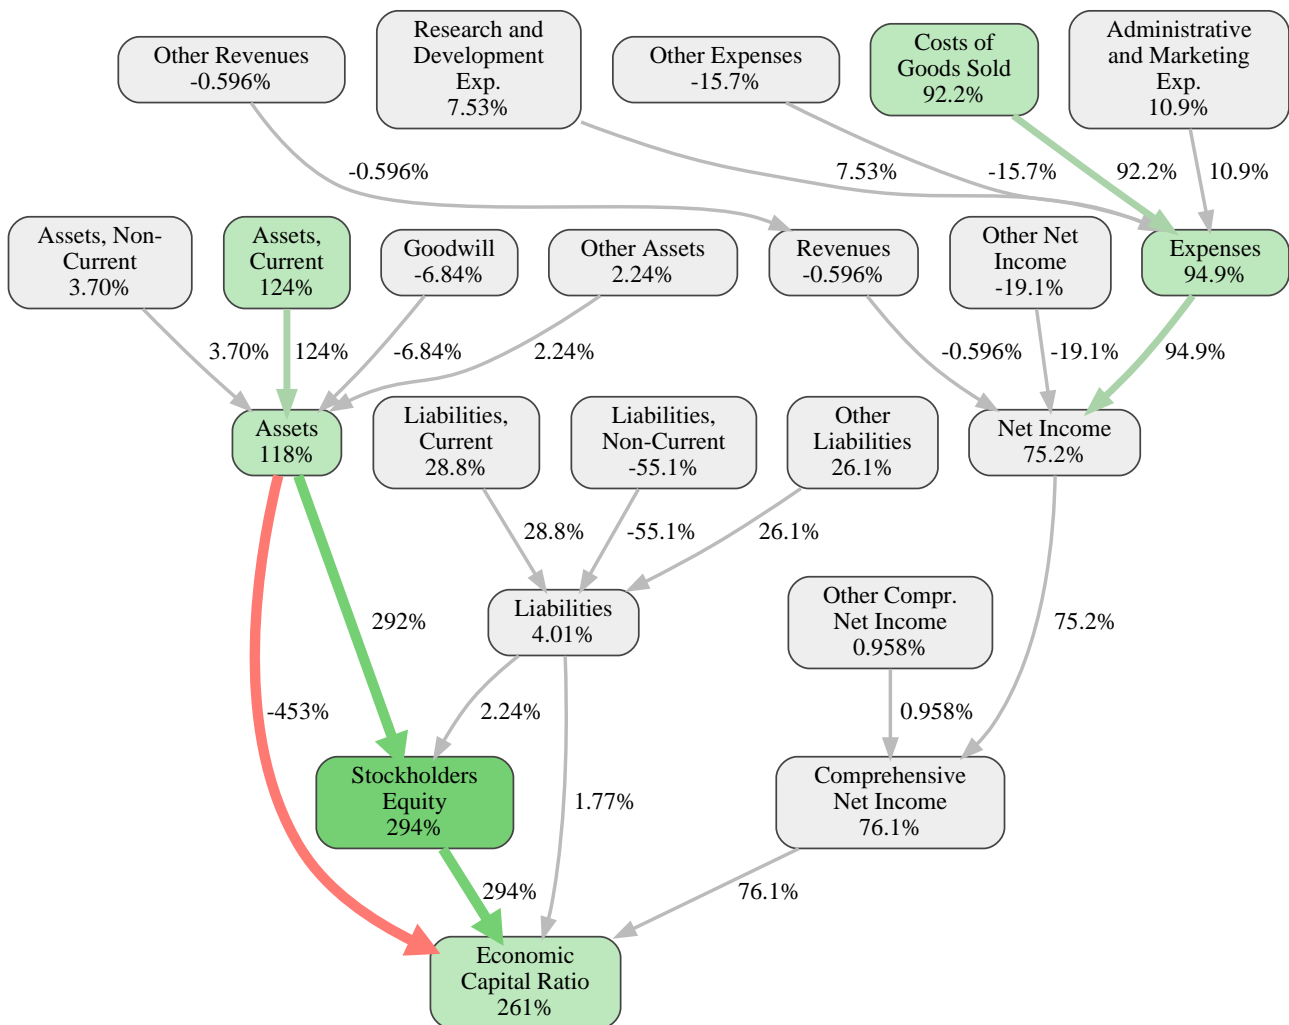 Other Revenues
-0.596%
Research and
Development
Exp.
7.53%
Other Expenses
-15.7%
Costs of
Goods Sold
92.2%
Administrative
and Marketing
Exp.
10.9%
-0.596%
7.53%
-15.7%
92.2%
10.9%
Assets, Non-
Current
3.70%
Assets,
Current
124%
Goodwill
-6.84%
Other Assets
2.24%
Revenues
-0.596%
Other Net
Income
-19.1%
Expenses
94.9%
3.70%
124%
-6.84%
2.24%
-0.596%
-19.1%
94.9%
Assets
118%
Liabilities,
Current
28.8%
Liabilities,
Non-Current
-55.1%
Other
Liabilities
26.1%
Net Income
75.2%
28.8%
-55.1%
26.1%
292%
Liabilities
4.01%
Other Compr.
Net Income
0.958%
75.2%
-453%
2.24%
0.958%
Stockholders
Equity
294%
1.77%
Comprehensive
Net Income
76.1%
294%
76.1%
Economic
Capital Ratio
261%